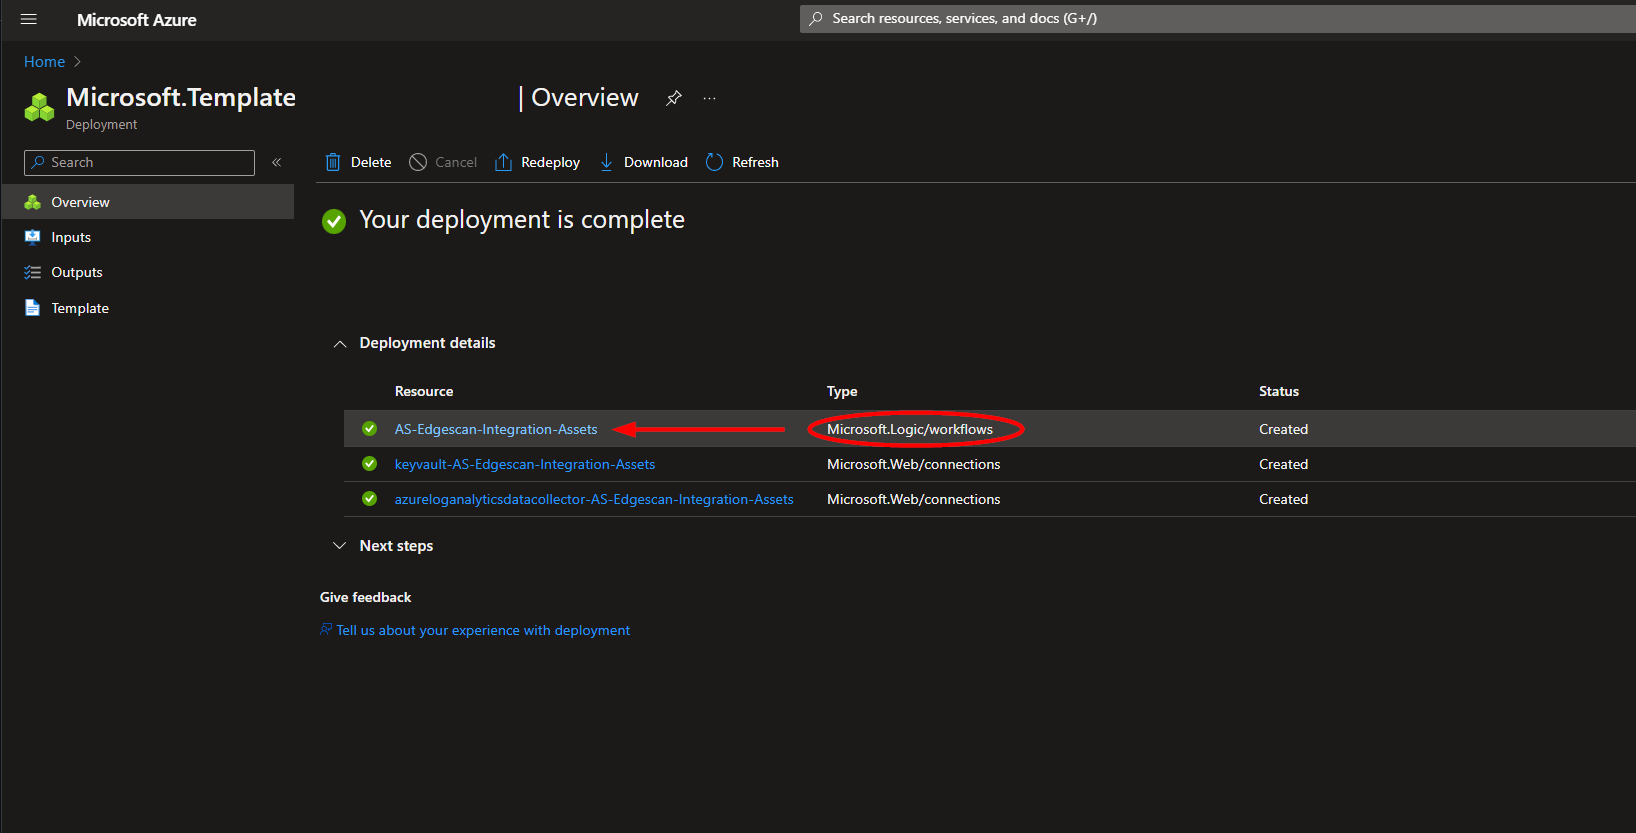 Microsoft Azure
Search resources, services, and docs (G+/)
Home
Microsoft.Template | Overview
Deployment
Search
Delete Cancel Redeploy Download Refresh
Overview
Inputs
Outputs
Template
Your deployment is complete
Deployment details
Resource Type Status
AS-Edgescan-Integration-Assets Microsoft.Logic/workflows Created
keyvault-AS-Edgescan-Integration-Assets Microsoft.Web/connections Created
azureloganalyticsdatacollector-AS-Edgescan-Integration-Assets Microsoft.Web/connections Created
Next steps
Give feedback
Tell us about your experience with deployment